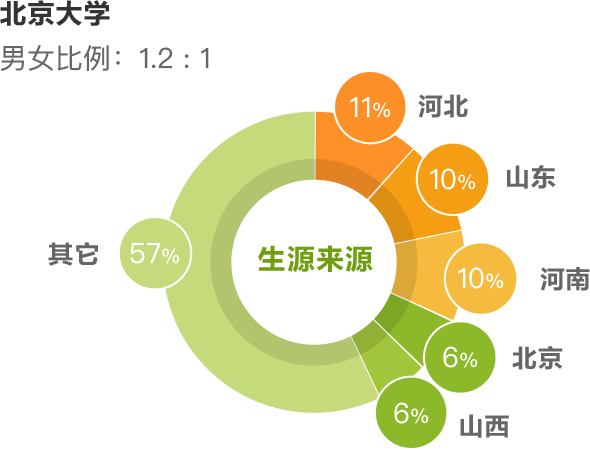 北京大学
男女比例：1.2 : 1
11%
河北
10%
山东
57%
其它
生源来源
10%
河南
6%
北京
6%
山西